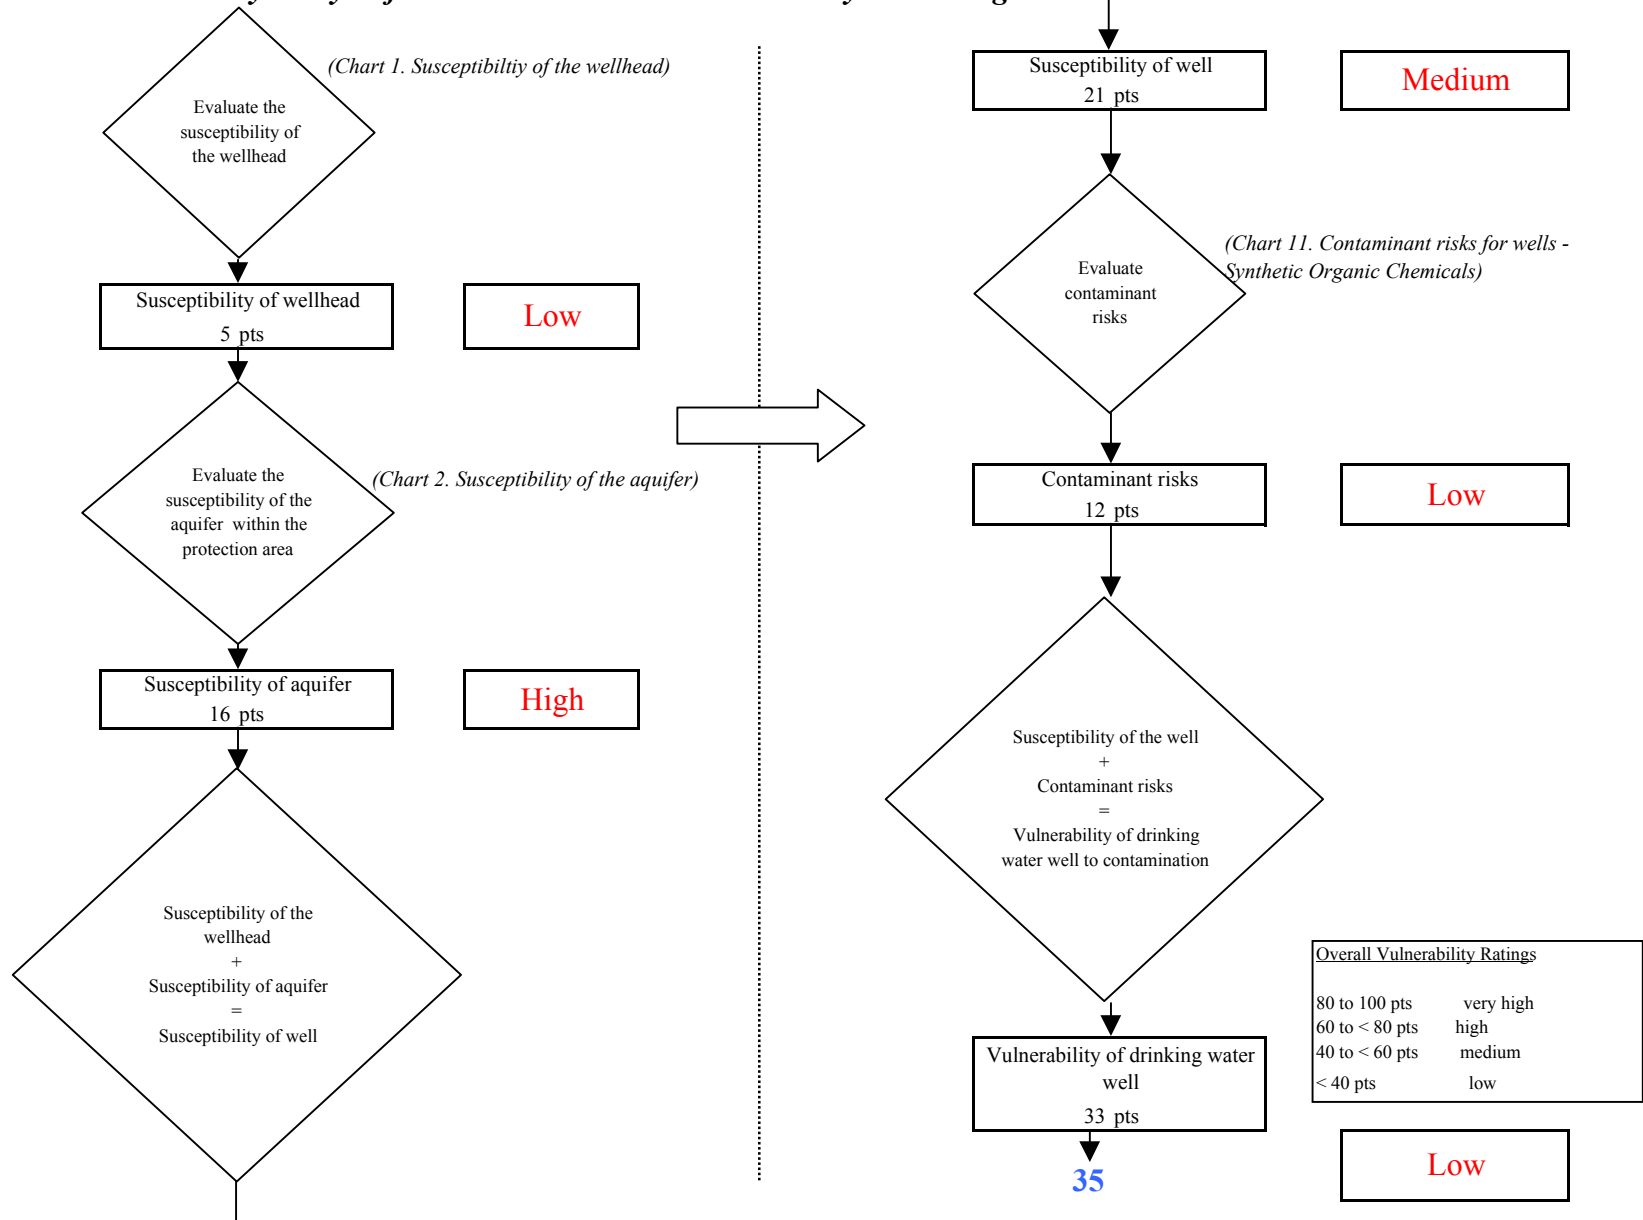 (Chart 1. Susceptibiltiy of the wellhead)
Evaluate the
susceptibility of
the wellhead
Susceptibility of wellhead
5 pts
Low
Evaluate the
susceptibility of the
aquifer within the
protection area
(Chart 2. Susceptibility of the aquifer)
Susceptibility of aquifer
16 pts
High
Susceptibility of the
wellhead
+
Susceptibility of aquifer
=
Susceptibility of well
Susceptibility of well
21 pts
Medium
(Chart 11. Contaminant risks for wells -
Synthetic Organic Chemicals)
Evaluate
contaminant
risks
Contaminant risks
12 pts
Low
Susceptibility of the well
+
Contaminant risks
=
Vulnerability of drinking
water well to contamination
Overall Vulnerability Ratings
80 to 100 pts very high
60 to < 80 pts high
40 to < 60 pts medium
< 40 pts low
Vulnerability of drinking water
well
33 pts
35
Low